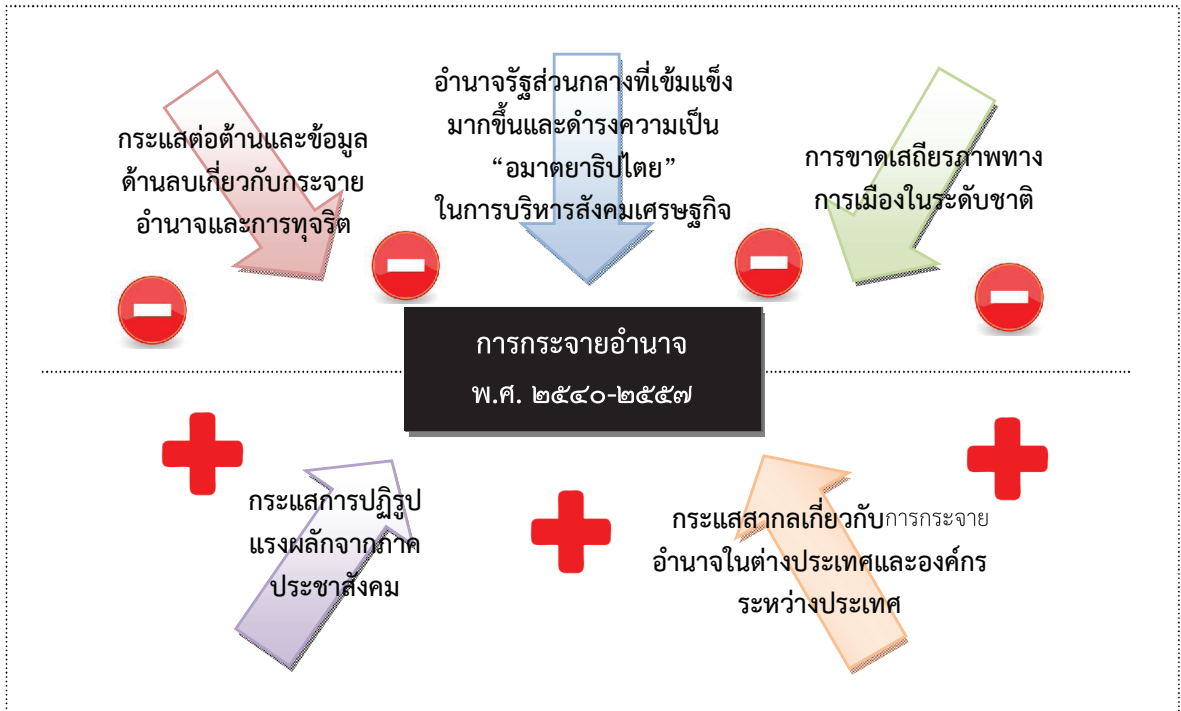 กระแสต่อต้านและข้อมูล
ด้านลบเกี่ยวกับกระจาย
อำนาจและการทุจริต
อำนาจรัฐส่วนกลางที่เข้มแข็ง
มากขึ้นและดำรงความเป็น
“อมาตยาธิปไตย”
ในการบริหารสังคมเศรษฐกิจ
การขาดเสถียรภาพทาง
การเมืองในระดับชาติ
การกระจายอำนาจ
พ.ศ. ๒๕๔๐-๒๕๕๗
กระแสการปฏิรูป
แรงผลักจากภาค
ประชาสังคม
กระแสสากลเกี่ยวกับการกระจาย
อำนาจในต่างประเทศและองค์กร
ระหว่างประเทศ